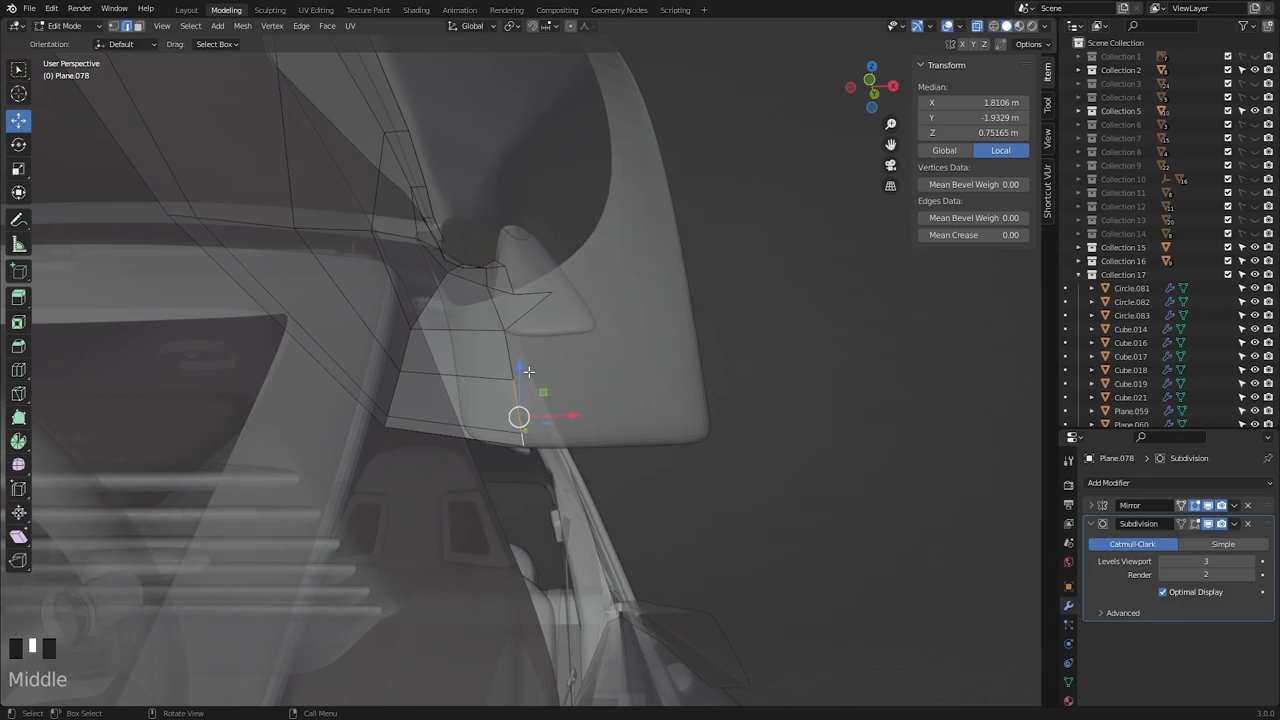 File Edit Render Window Help Layout Modeling Sculpting UV Editing Texture Paint Shading Animation Rendering Compositing Geometry Nodes Scripting + Scene ViewLayer
Edit Mode View Select Add Mesh Vertex Edge Face UV Global
Orientation: Default Drag: Select Box X Y Z Options
User Perspective
(0) Plane.078
Z
X
Y
Transform
Median:
X 1.8106 m
Y -1.9329 m
Z 0.75165 m
Global Local
Vertices Data:
Mean Bevel Weigh 0.00
Edges Data:
Mean Bevel Weigh 0.00
Mean Crease 0.00
Item
Tool
View
Shortcut VUr
Scene Collection
Collection 1
Collection 2
Collection 3
Collection 4
Collection 5
Collection 6
Collection 7
Collection 8
Collection 9
Collection 10
Collection 11
Collection 12
Collection 13
Collection 14
Collection 15
Collection 16
Collection 17
Circle.081
Circle.082
Circle.083
Cube.014
Cube.016
Cube.017
Cube.018
Cube.019
Cube.021
Plane.059
Plane.060
Plane.078 Subdivision
Add Modifier
Mirror
Subdivision
Catmull-Clark Simple
Levels Viewport 3
Render 2
Optimal Display
Advanced
Middle
Select Box Select Rotate View Call Menu 3.0.0